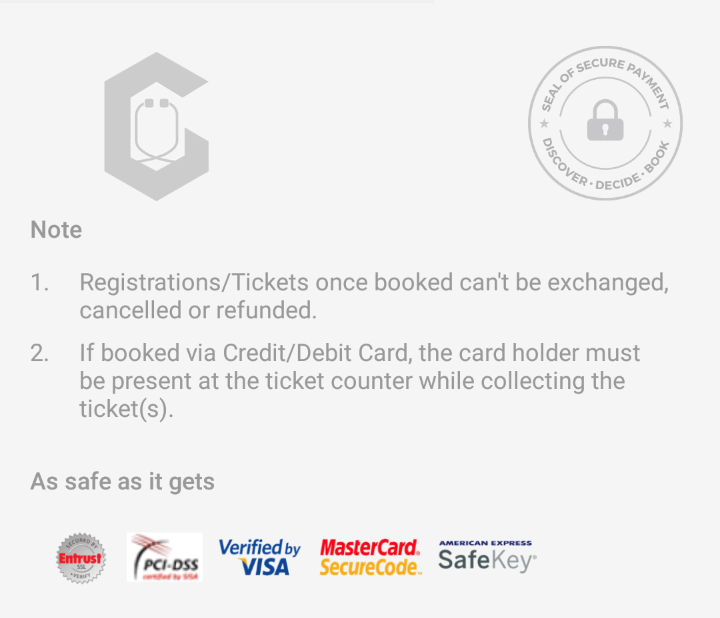 SEAL OF SECURE PAYMENT
DISCOVER • DECIDE • BOOK
Note
1. Registrations/Tickets once booked can't be exchanged,
cancelled or refunded.
2. If booked via Credit/Debit Card, the card holder must
be present at the ticket counter while collecting the
ticket(s).
As safe as it gets
SECURED BY
Entrust
SSL
VERIFY
PCI-DSS
certified by SISA
Verified by
VISA
MasterCard.
SecureCode.
AMERICAN EXPRESS
SafeKey®